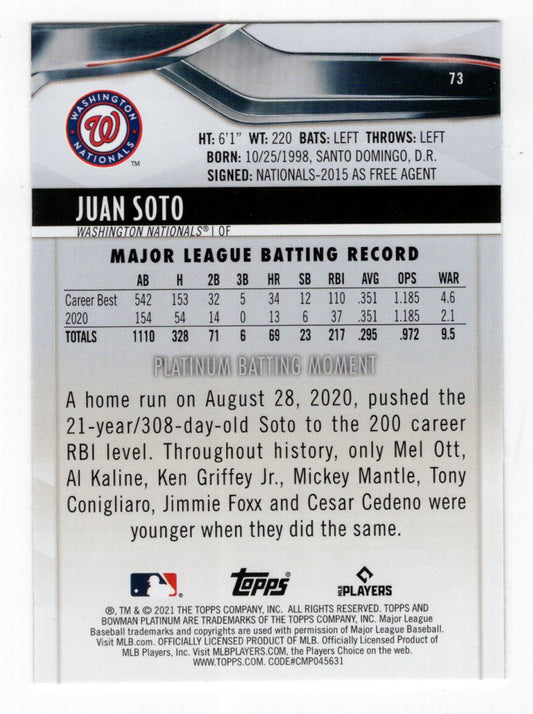 73
WASHINGTON
W
NATIONALS
TM
HT: 6'1" WT: 220 BATS: LEFT THROWS: LEFT
BORN: 10/25/1998, SANTO DOMINGO, D.R.
SIGNED: NATIONALS-2015 AS FREE AGENT
JUAN SOTO
WASHINGTON NATIONALS® | OF
MAJOR LEAGUE BATTING RECORD
AB H 2B 3B HR SB RBI AVG OPS WAR
Career Best 542 153 32 5 34 12 110 .351 1.185 4.6
2020 154 54 14 0 13 6 37 .351 1.185 2.1
TOTALS 1110 328 71 6 69 23 217 .295 .972 9.5
PLATINUM BATTING MOMENT
A home run on August 28, 2020, pushed the
21-year/308-day-old Soto to the 200 career
RBI level. Throughout history, only Mel Ott,
Al Kaline, Ken Griffey Jr., Mickey Mantle, Tony
Conigliaro, Jimmie Foxx and Cesar Cedeno were
younger when they did the same.
topps® MLB PLAYERS
®, TM & © 2021 THE TOPPS COMPANY, INC. ALL RIGHTS RESERVED. TOPPS AND
BOWMAN PLATINUM ARE TRADEMARKS OF THE TOPPS COMPANY, INC. Major League
Baseball trademarks and copyrights are used with permission of Major League Baseball.
Visit MLB.com. OFFICIALLY LICENSED PRODUCT OF MLB. Officially Licensed Product of
MLB Players, Inc. Visit MLBPLAYERS.com, the Players Choice on the web.
WWW.TOPPS.COM. CODE#CMP045631